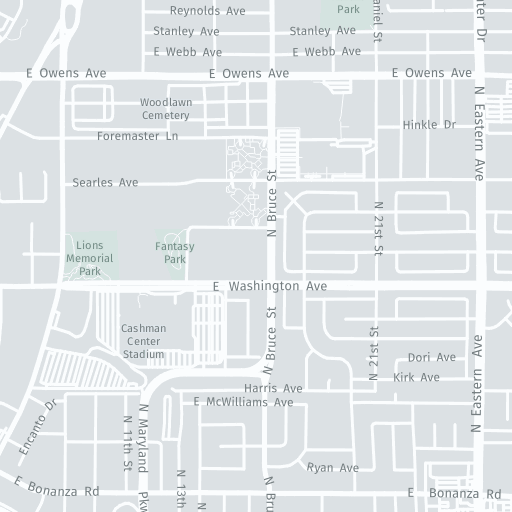 Reynolds Ave
Park
Stanley Ave
Stanley Ave
E Webb Ave
E Webb Ave
E Owens Ave
E Owens Ave
E Owens Ave
Woodlawn
Cemetery
Foremaster Ln
Hinkle Dr
N Eastern Ave
Searles Ave
N Bruce St
N 21st St
Lions
Memorial
Park
Fantasy
Park
E Washington Ave
Cashman
Center
Stadium
N Bruce St
N 21st St
N Eastern Ave
Dori Ave
Kirk Ave
Harris Ave
E McWilliams Ave
Encanto Dr
N 11th St
N Maryland
N 13th
Ryan Ave
E Bonanza Rd
E Bonanza Rd